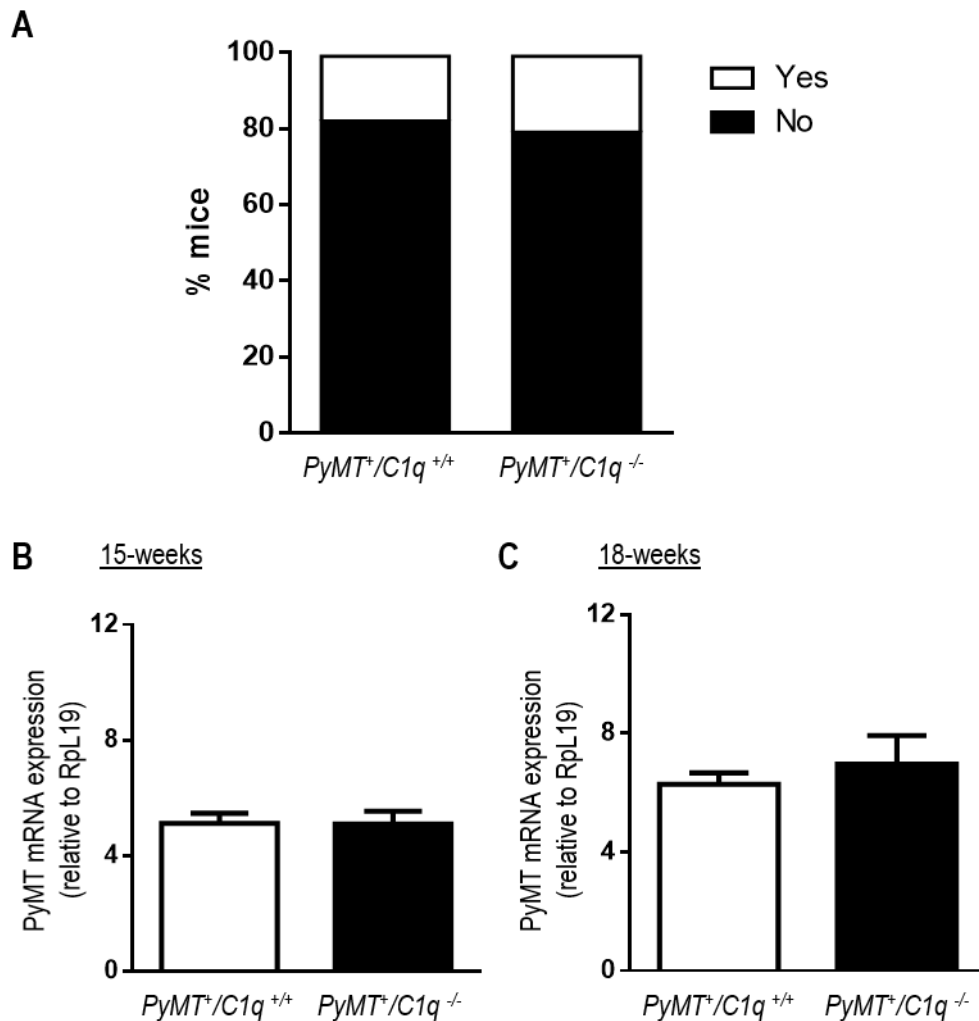 A
% mice
100
80
60
40
20
0
PyMT⁺/C1q ⁺/⁺
PyMT⁺/C1q ⁻/⁻
Yes
No
B
15-weeks
PyMT mRNA expression
(relative to RpL19)
12
8
4
0
PyMT⁺/C1q ⁺/⁺
PyMT⁺/C1q ⁻/⁻
C
18-weeks
PyMT mRNA expression
(relative to RpL19)
12
8
4
0
PyMT⁺/C1q ⁺/⁺
PyMT⁺/C1q ⁻/⁻